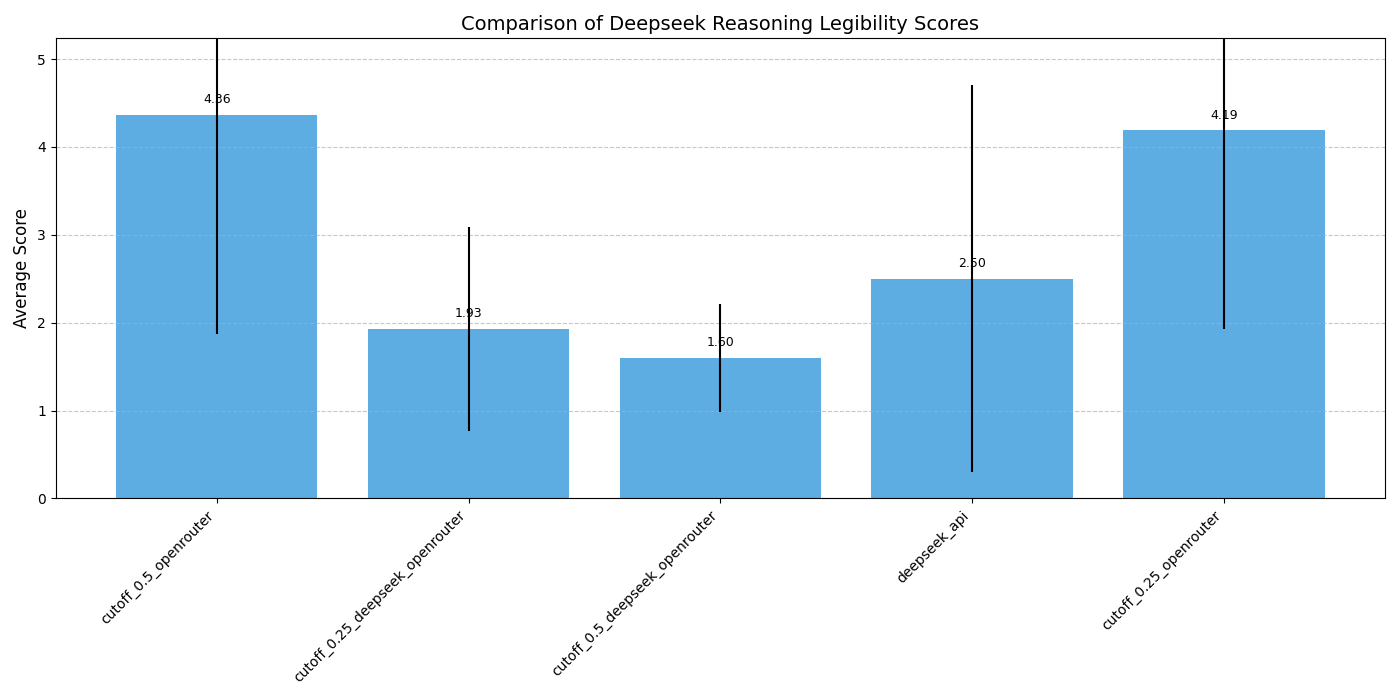 Comparison of Deepseek Reasoning Legibility Scores
Average Score
5
4
3
2
1
0
4.36
1.93
1.60
2.50
4.19
cutoff_0.5_openrouter
cutoff_0.25_deepseek_openrouter
cutoff_0.5_deepseek_openrouter
deepseek_api
cutoff_0.25_openrouter